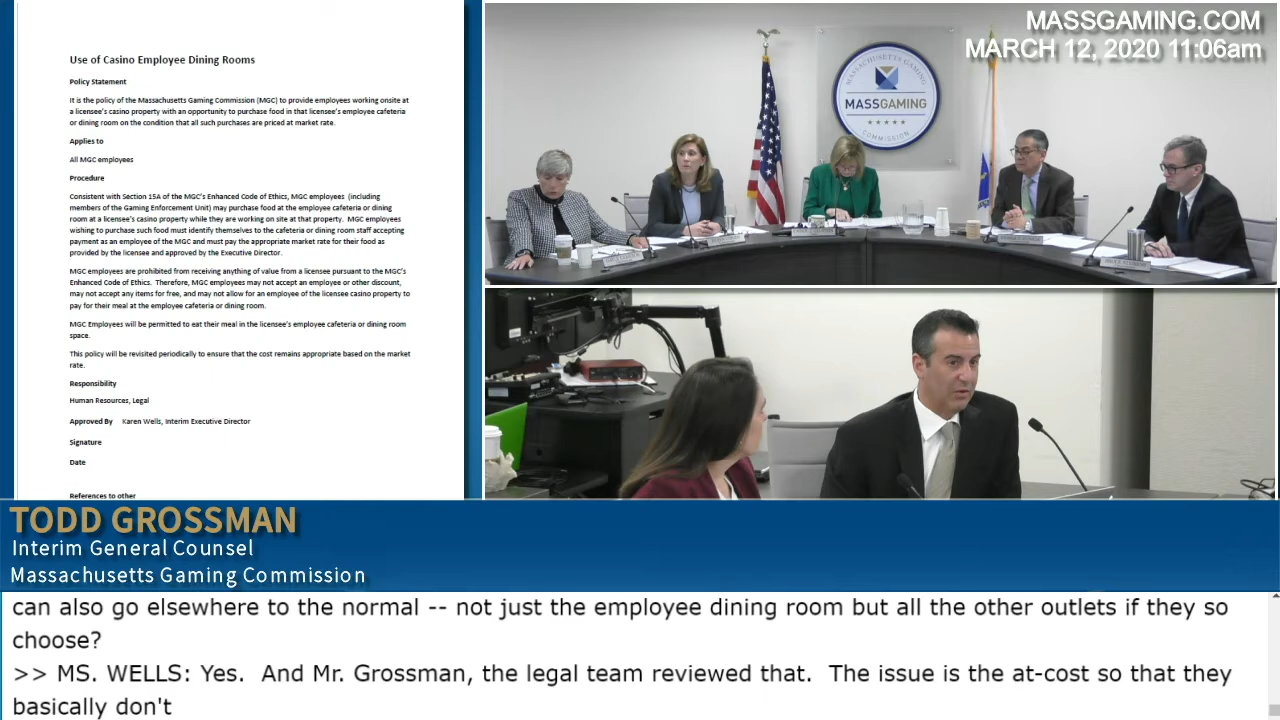 Use of Casino Employee Dining Rooms
Policy Statement
It is the policy of the Massachusetts Gaming Commission (MGC) to provide employees working onsite at
a licensee's casino property with an opportunity to purchase food in that licensee's employee cafeteria
or dining room on the condition that all such purchases are priced at market rate.
Applies to
All MGC employees
Procedure
Consistent with Section 15A of the MGC's Enhanced Code of Ethics, MGC employees (including
members of the Gaming Enforcement Unit) may purchase food at the employee cafeteria or dining
room at a licensee's casino property while they are working on site at that property. MGC employees
wishing to purchase such food must identify themselves to the cafeteria or dining room staff accepting
payment as an employee of the MGC and must pay the appropriate market rate for their food as
provided by the licensee and approved by the Executive Director.
MGC employees are prohibited from receiving anything of value from a licensee pursuant to the MGC's
Enhanced Code of Ethics. Therefore, MGC employees may not accept an employee or other discount,
may not accept any items for free, and may not allow for an employee of the licensee casino property to
pay for their meal at the employee cafeteria or dining room.
MGC Employees will be permitted to eat their meal in the licensee's employee cafeteria or dining room
space.
This policy will be revisited periodically to ensure that the cost remains appropriate based on the market
rate.
Responsibility
Human Resources, Legal
Approved By Karen Wells, Interim Executive Director
Signature
Date
References to other
MASSGAMING.COM
MARCH 12, 2020 11:06am
MASSACHUSETTS GAMING
MASSGAMING
COMMISSION
TODD GROSSMAN
Interim General Counsel
Massachusetts Gaming Commission
can also go elsewhere to the normal -- not just the employee dining room but all the other outlets if they so
choose?
>> MS. WELLS: Yes. And Mr. Grossman, the legal team reviewed that. The issue is the at-cost so that they
basically don't